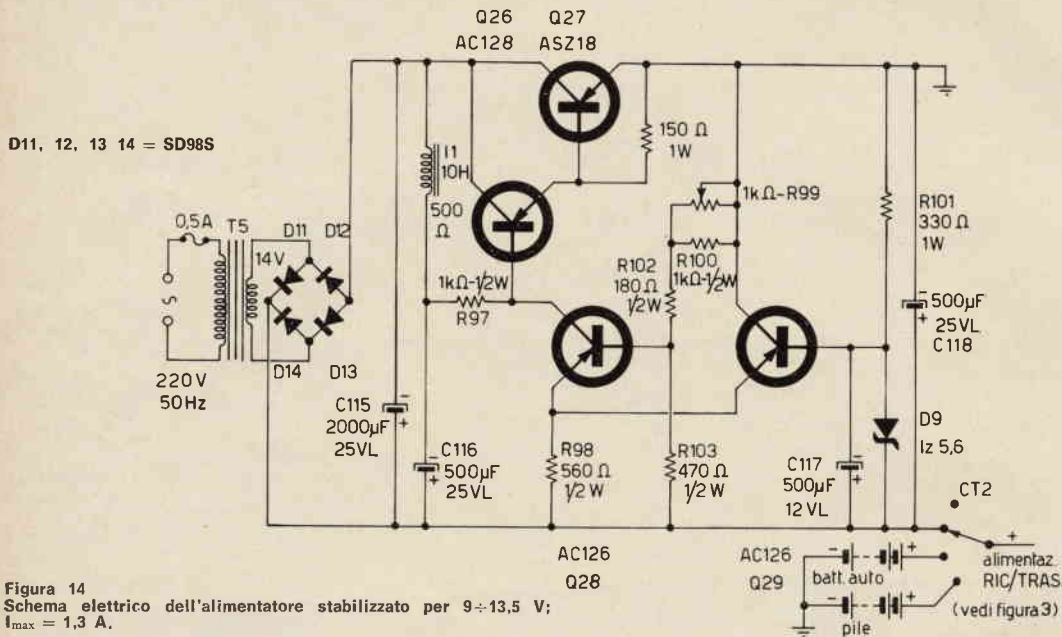 Q26
AC128
Q27
ASZ18
D11, 12, 13 14 = SD98S
I1
10H
500
Ω
150 Ω
1W
1kΩ-R99
R100
1kΩ-1/2W
R102
180Ω
1/2W
R101
330 Ω
1W
0,5A
T5
14V
D11
D12
D14
D13
S
220V
50Hz
1kΩ-1/2W
R97
-
500µF
25VL
C118
+
-
C115
2000µF
25VL
+
-
C116
500µF
25VL
+
R98
560 Ω
1/2 W
R103
470 Ω
1/2 W
-
C117
500µF
12VL
+
D9
Iz 5,6
CT2
AC126
Q28
AC126
Q29
- +
batt. auto
- +
pile
+
alimentaz.
RIC/TRAS
(vedi figura 3)
Figura 14
Schema elettrico dell'alimentatore stabilizzato per 9÷13,5 V;
Imax = 1,3 A.